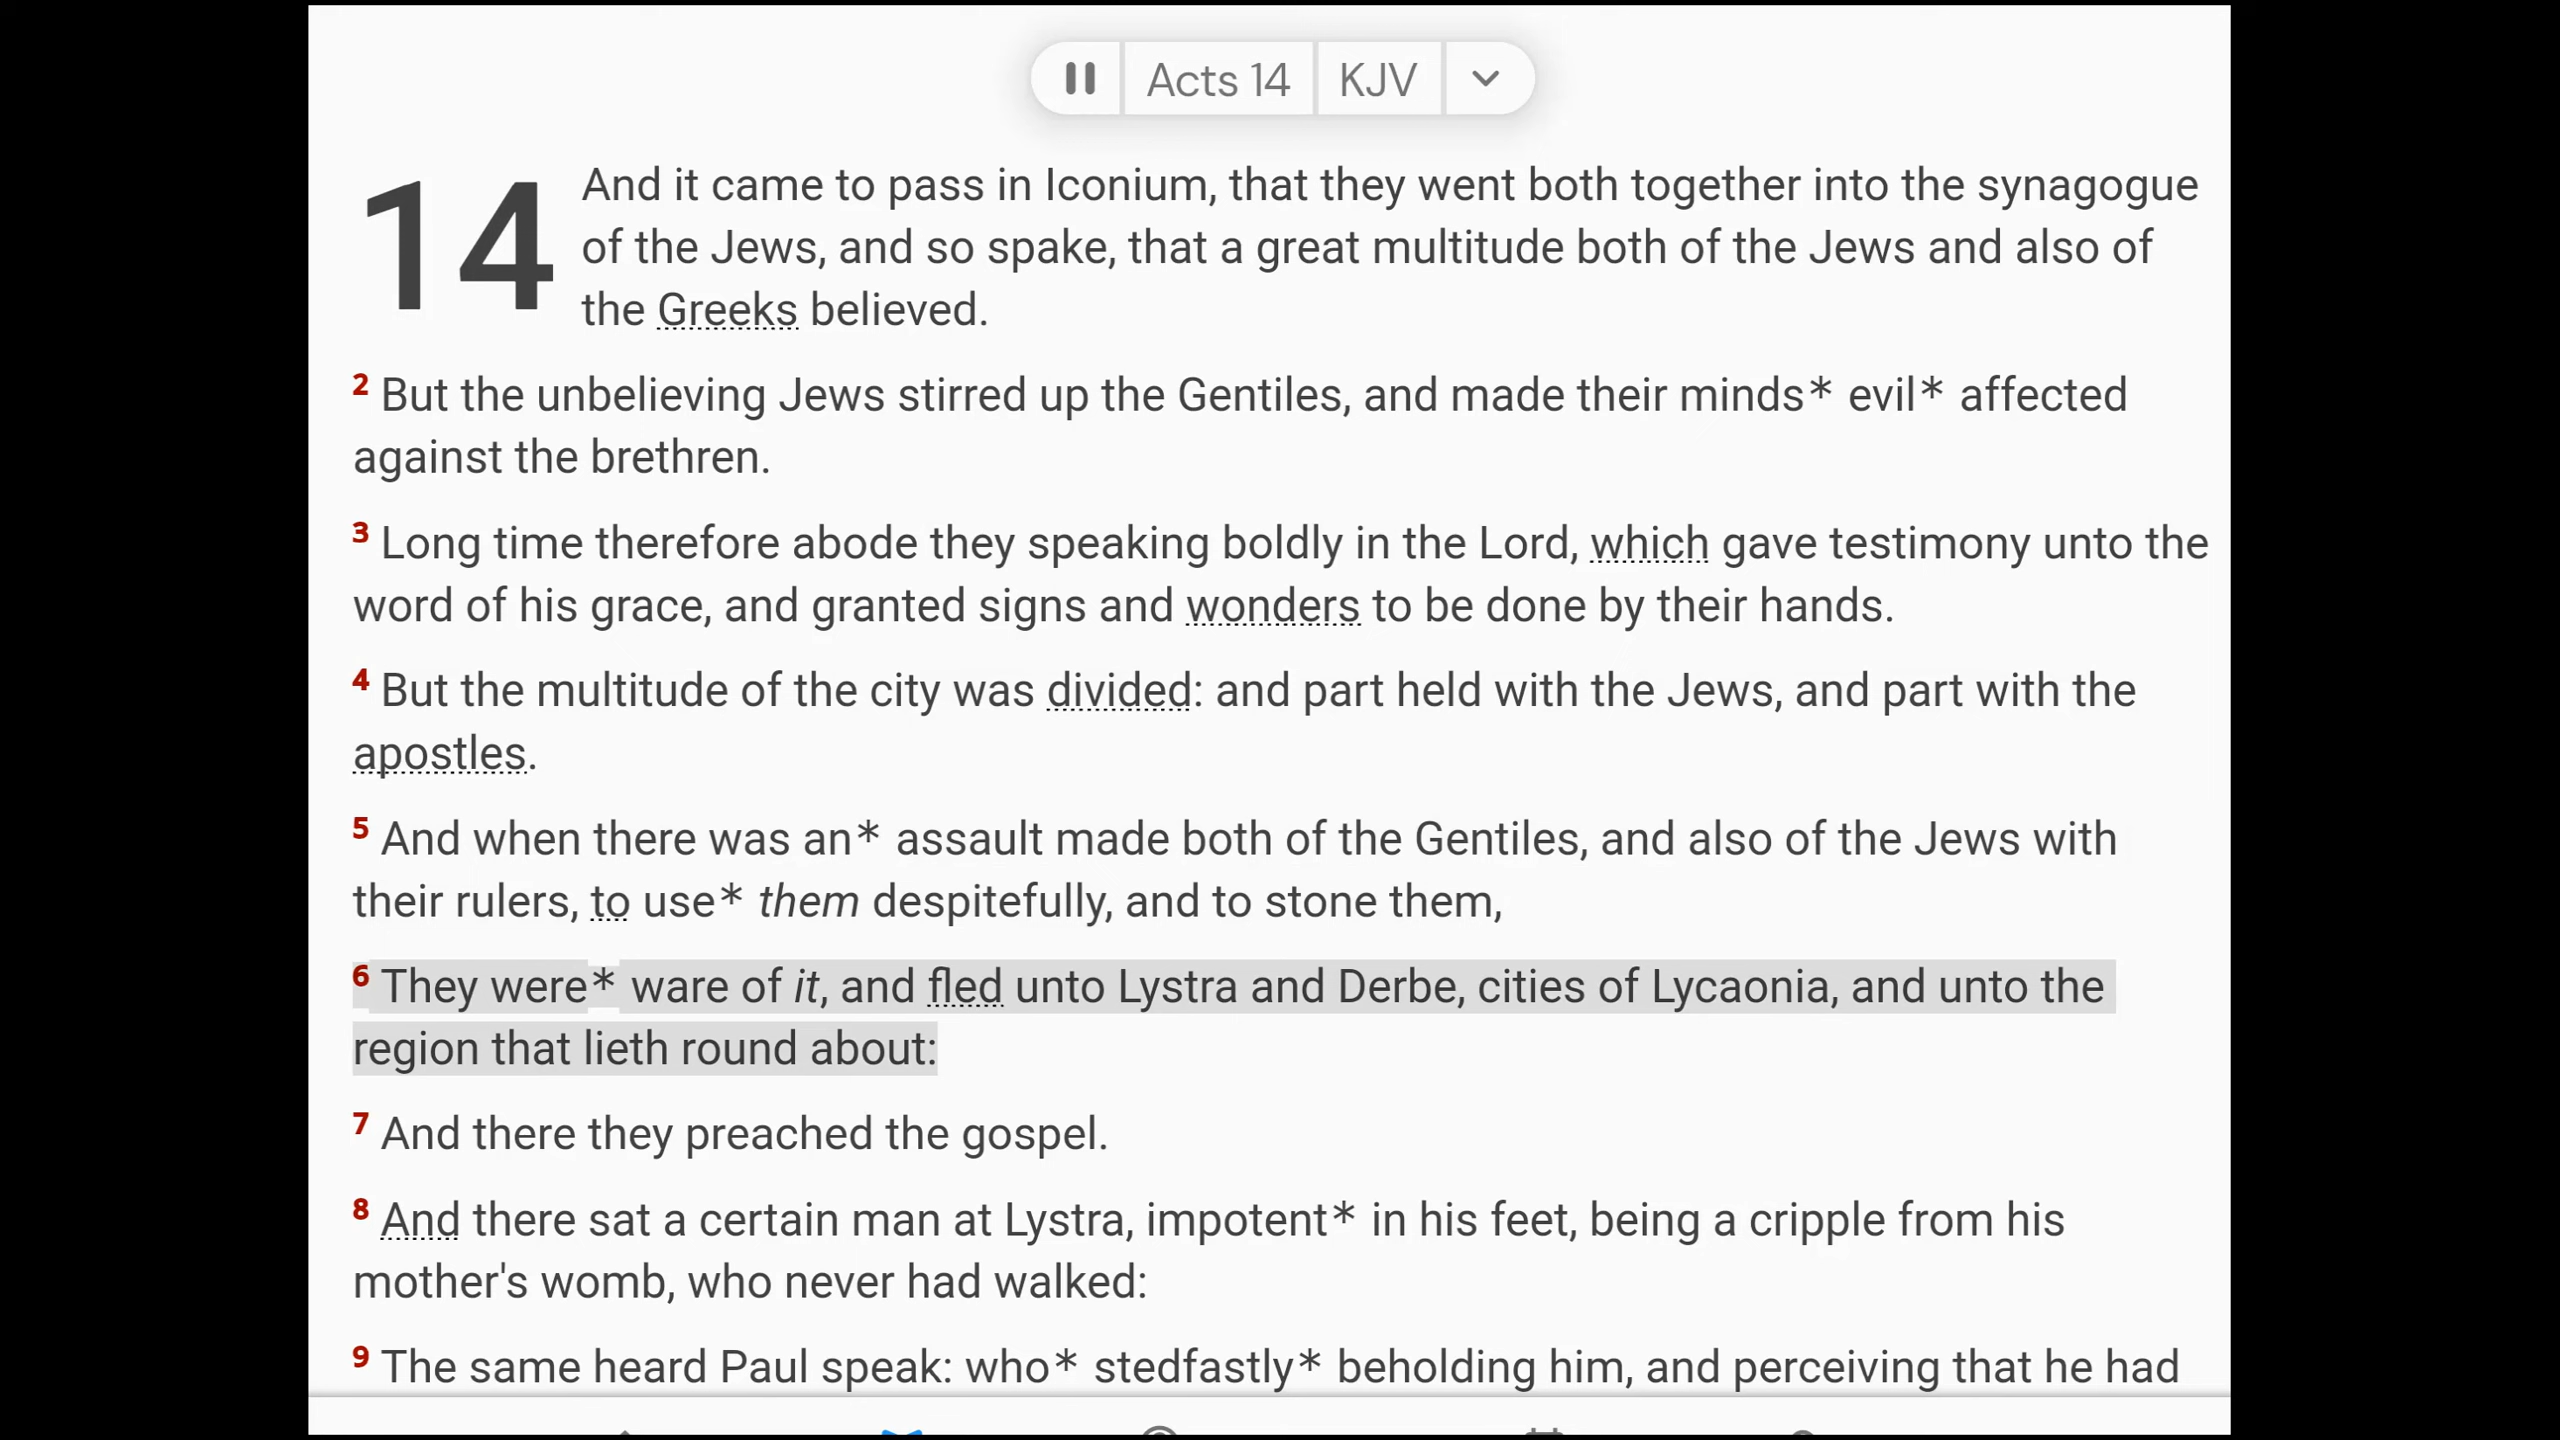 Acts 14 KJV
14 And it came to pass in Iconium, that they went both together into the synagogue
of the Jews, and so spake, that a great multitude both of the Jews and also of
the Greeks believed.
2 But the unbelieving Jews stirred up the Gentiles, and made their minds* evil* affected
against the brethren.
3 Long time therefore abode they speaking boldly in the Lord, which gave testimony unto the
word of his grace, and granted signs and wonders to be done by their hands.
4 But the multitude of the city was divided: and part held with the Jews, and part with the
apostles.
5 And when there was an* assault made both of the Gentiles, and also of the Jews with
their rulers, to use* them despitefully, and to stone them,
6 They were* ware of it, and fled unto Lystra and Derbe, cities of Lycaonia, and unto the
region that lieth round about:
7 And there they preached the gospel.
8 And there sat a certain man at Lystra, impotent* in his feet, being a cripple from his
mother's womb, who never had walked:
9 The same heard Paul speak: who* stedfastly* beholding him, and perceiving that he had